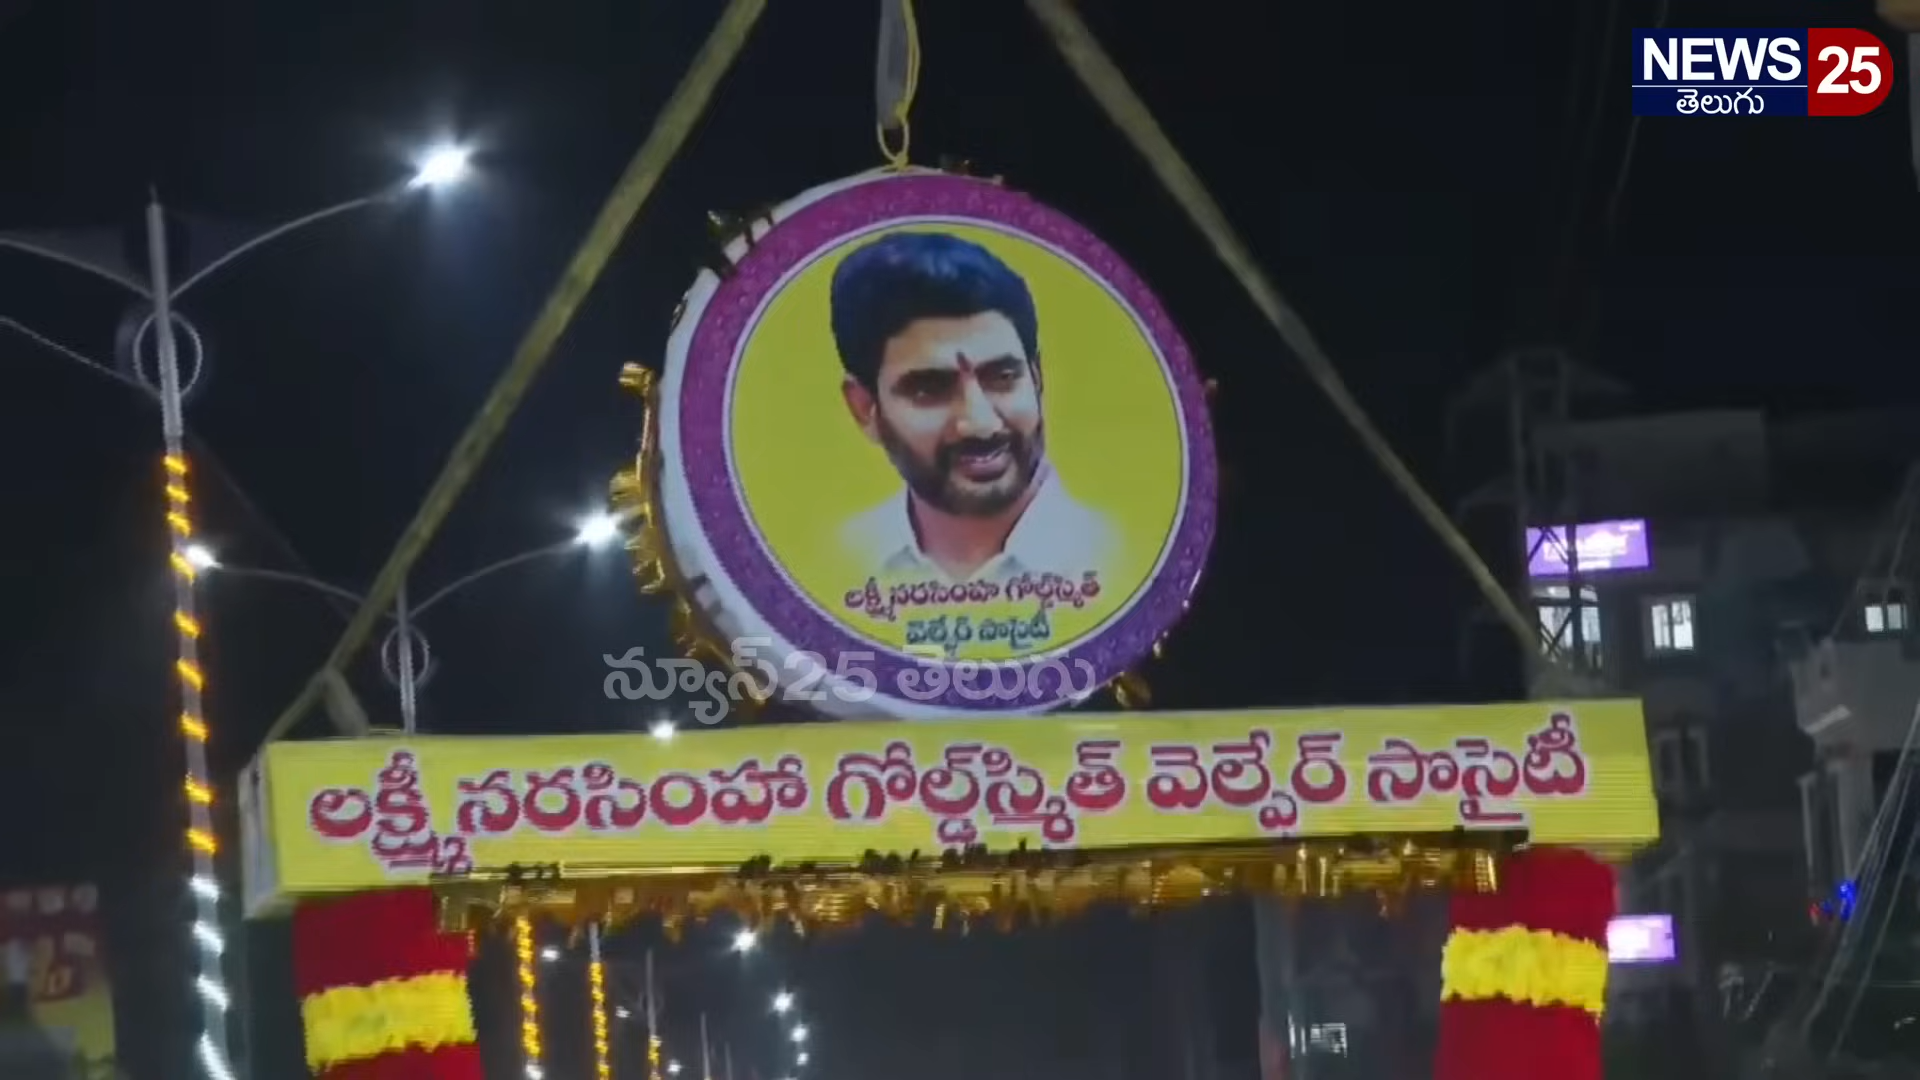 NEWS 25
తెలుగు
లక్ష్మీ నరసింహ గోల్డ్‌స్మిత్
వెల్ఫేర్ సొసైటీ
న్యూస్25 తెలుగు
లక్ష్మీ నరసింహా గోల్డ్‌స్మిత్ వెల్ఫేర్ సొసైటీ